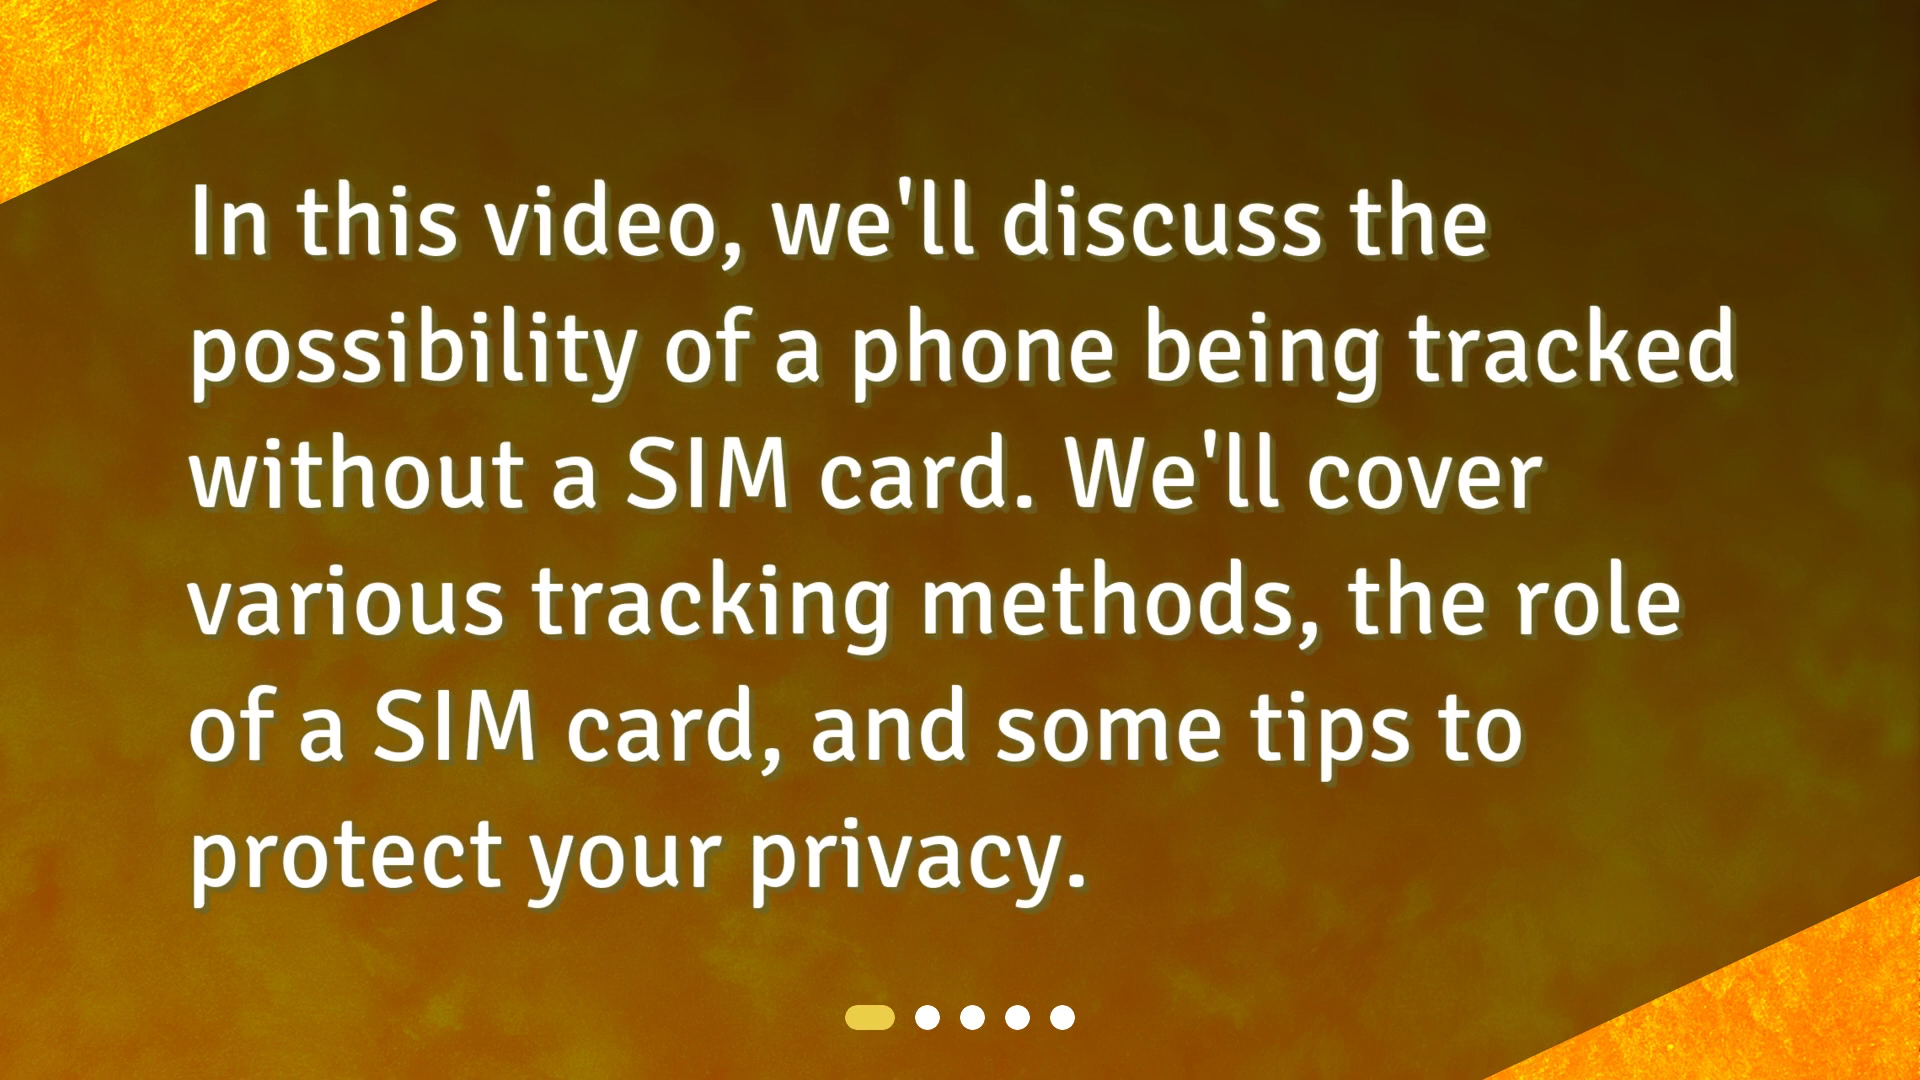 In this video, we'll discuss the
possibility of a phone being tracked
without a SIM card. We'll cover
various tracking methods, the role
of a SIM card, and some tips to
protect your privacy.